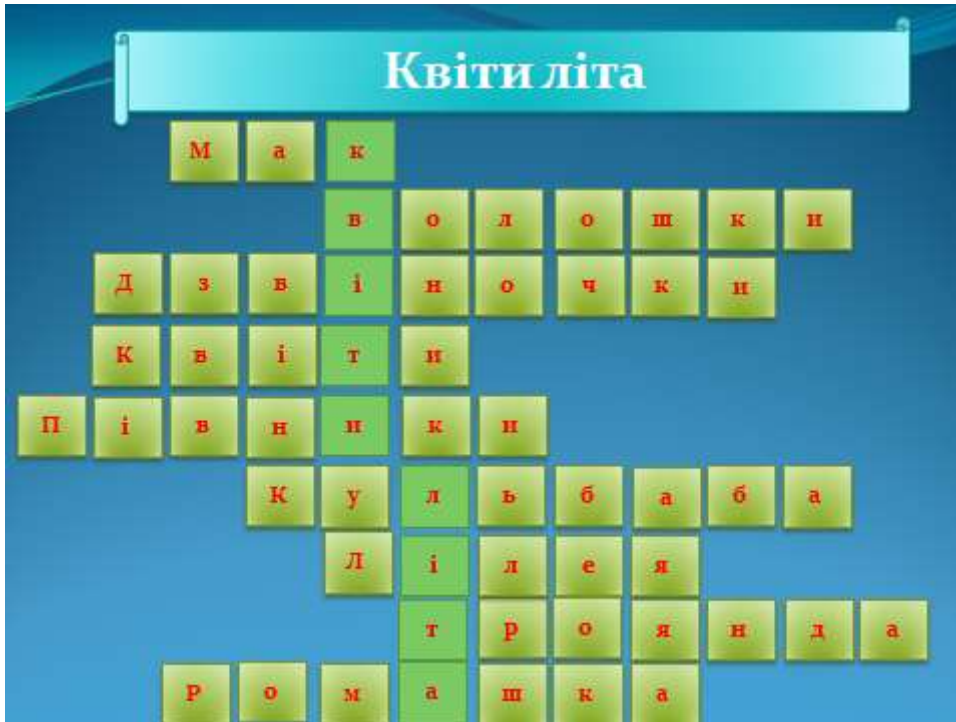 Квіти літа
Мак
волошки
Дзвіночки
Квіти
Півники
Кульбаба
Лілея
троянда
Ромашка